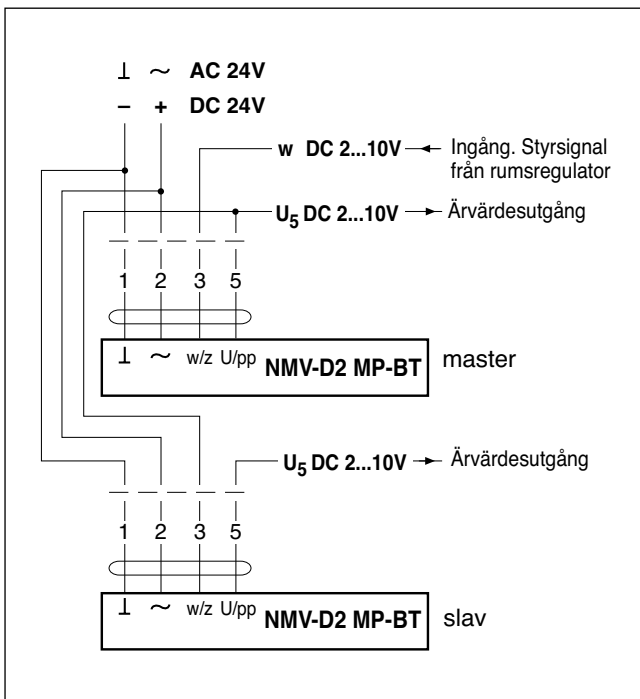 ⊥ ~ AC 24V
− + DC 24V
w DC 2...10V Ingång. Styrsignal
från rumsregulator
U5 DC 2...10V Ärvärdesutgång
1 2 3 5
⊥ ~ w/z U/pp NMV-D2 MP-BT master
U5 DC 2...10V Ärvärdesutgång
1 2 3 5
⊥ ~ w/z U/pp NMV-D2 MP-BT slav